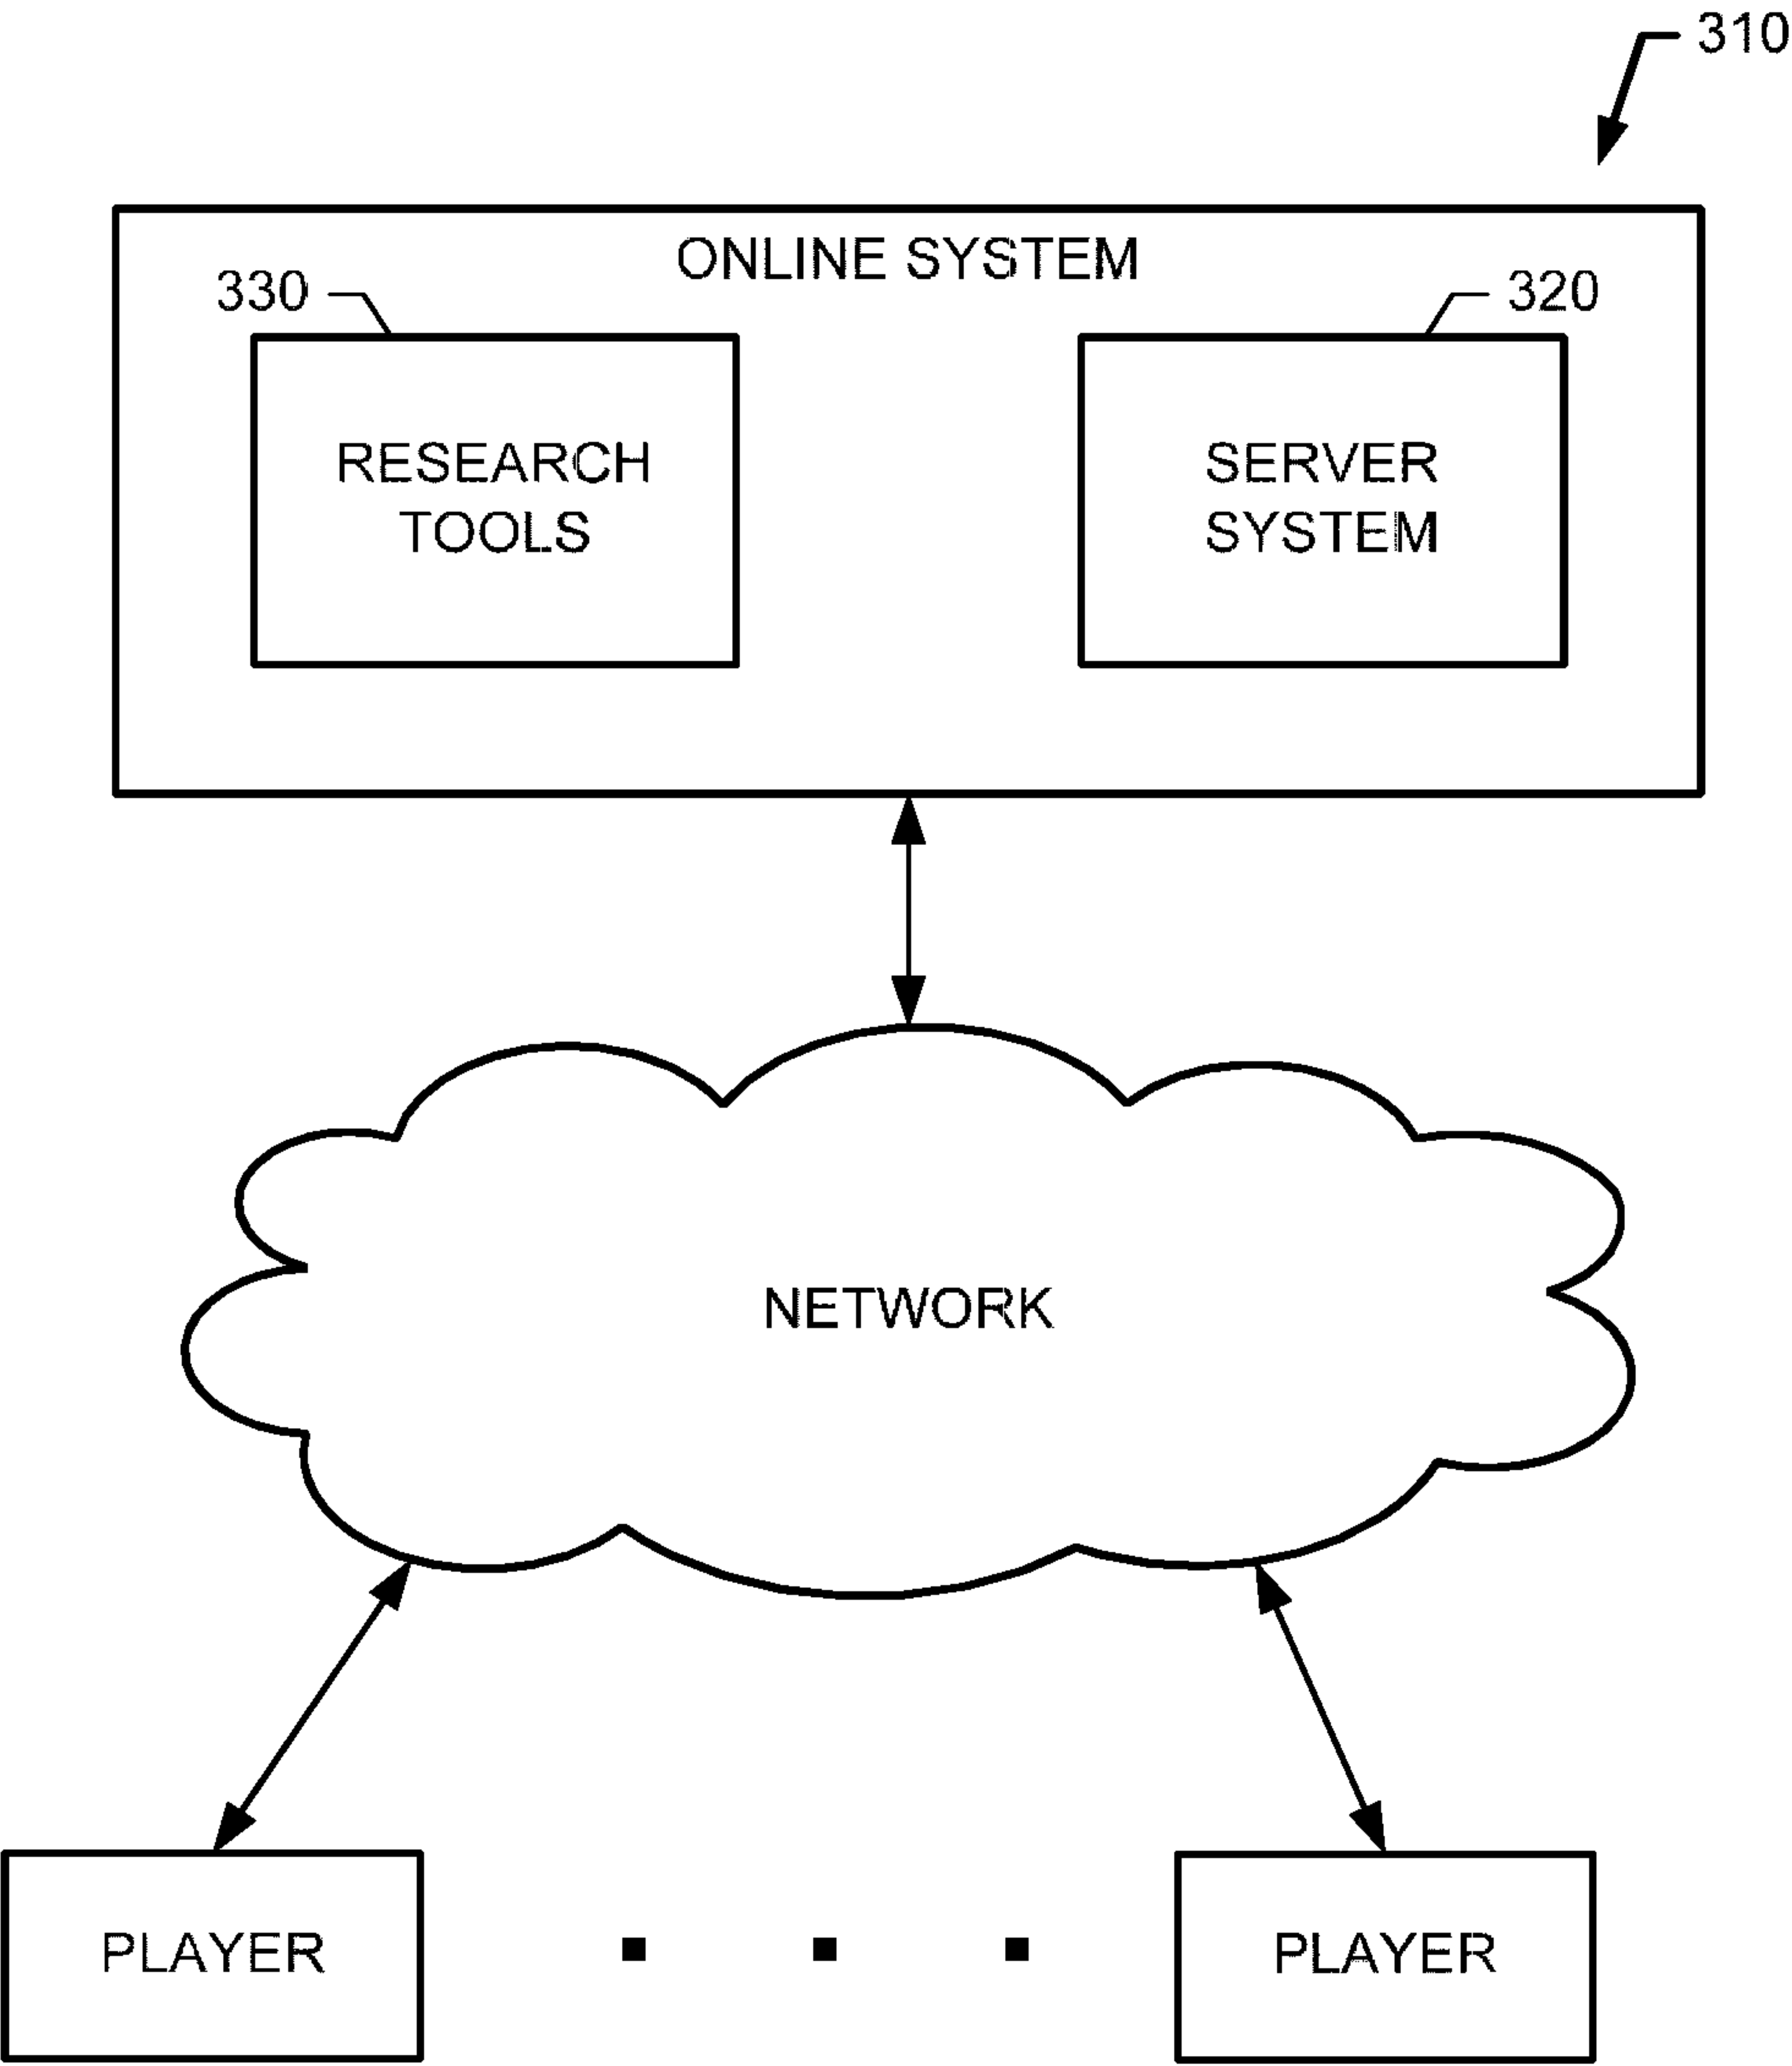 310
ONLINE SYSTEM
330
320
RESEARCH
TOOLS
SERVER
SYSTEM
NETWORK
PLAYER
PLAYER